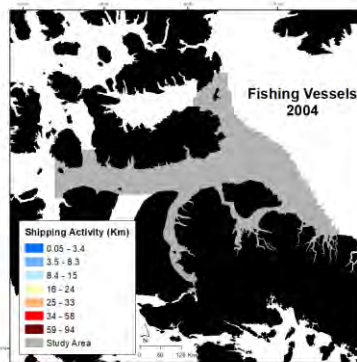 Fishing Vessels
2004
Shipping Activity (Km)
0.05 - 3.4
3.5 - 8.3
8.4 - 15
16 - 24
25 - 33
34 - 58
59 - 94
Study Area
N
0
60
120 Km